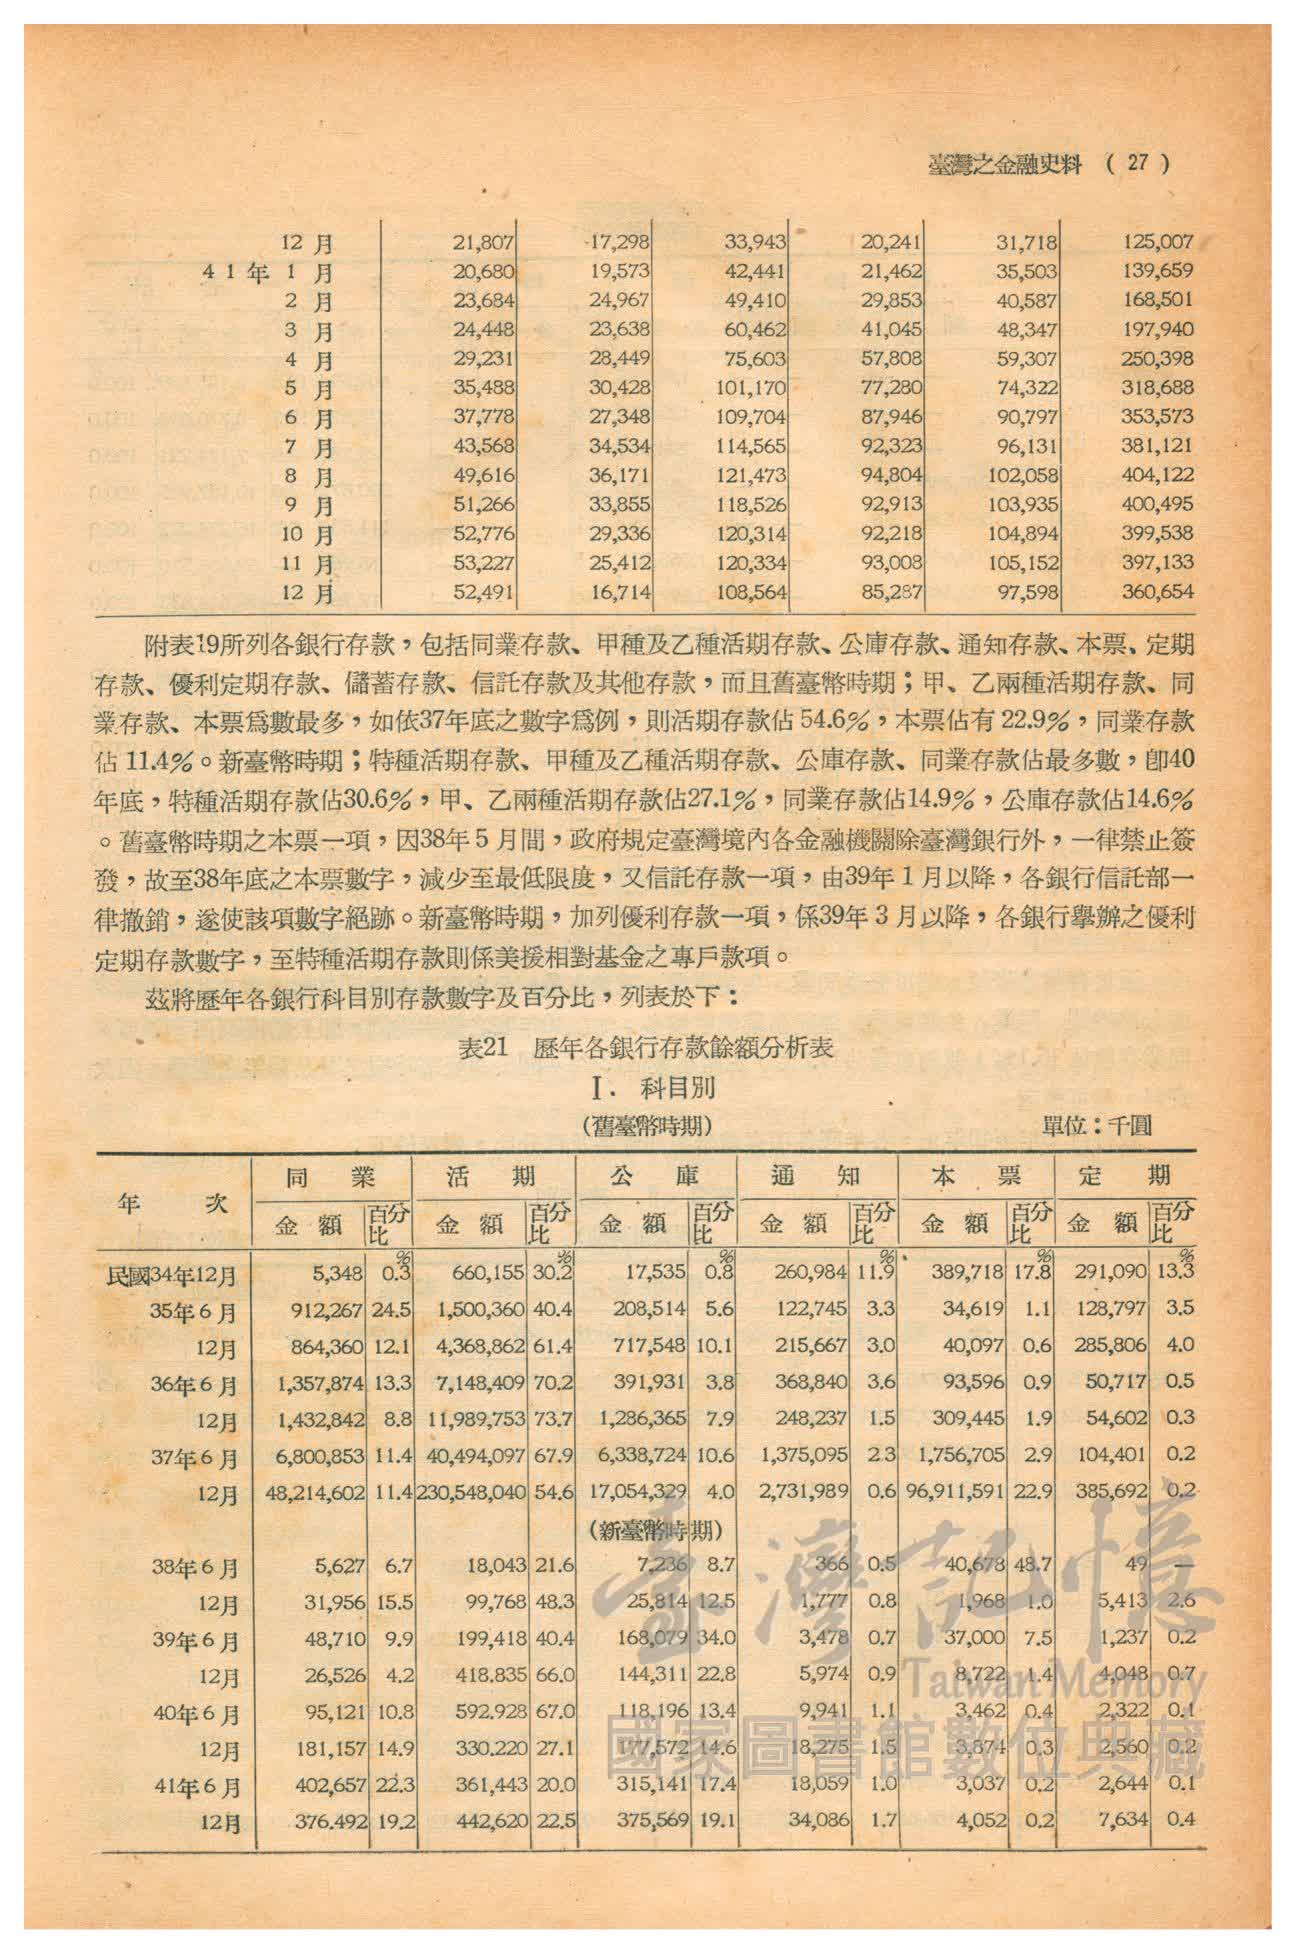 臺灣之金融史料 ( 27 )
12 月 21,807 17,298 33,943 20,241 31,718 125,007
41年 1 月 20,680 19,573 42,441 21,462 35,503 139,659
2 月 23,684 24,967 49,410 29,853 40,587 168,501
3 月 24,448 23,638 60,462 41,045 48,347 197,940
4 月 29,231 28,449 75,603 57,808 59,307 250,398
5 月 35,488 30,428 101,170 77,280 74,322 318,688
6 月 37,778 27,348 109,704 87,946 90,797 353,573
7 月 43,568 34,534 114,565 92,323 96,131 381,121
8 月 49,616 36,171 121,473 94,804 102,058 404,122
9 月 51,266 33,855 118,526 92,913 103,935 400,495
10 月 52,776 29,336 120,314 92,218 104,894 399,538
11 月 53,227 25,412 120,334 93,008 105,152 397,133
12 月 52,491 16,714 108,564 85,287 97,598 360,654
附表19所列各銀行存款，包括同業存款、甲種及乙種活期存款、公庫存款、通知存款、本票、定期
存款、優利定期存款、儲蓄存款、信託存款及其他存款，而且舊臺幣時期；甲、乙兩種活期存款、同
業存款、本票爲數最多，如依37年底之數字爲例，則活期存款佔54.6%，本票佔有22.9%，同業存款
佔11.4%。新臺幣時期；特種活期存款、甲種及乙種活期存款、公庫存款、同業存款佔最多數，卽40
年底，特種活期存款佔30.6%，甲、乙兩種活期存款佔27.1%，同業存款佔14.9%，公庫存款佔14.6%
。舊臺幣時期之本票一項，因38年5月間，政府規定臺灣境內各金融機關除臺灣銀行外，一律禁止簽
發，故至38年底之本票數字，減少至最低限度，又信託存款一項，由39年1月以降，各銀行信託部一
律撤銷，遂使該項數字絕跡。新臺幣時期，加列優利存款一項，係39年3月以降，各銀行舉辦之優利
定期存款數字，至特種活期存款則係美援相對基金之專戶款項。
茲將歷年各銀行科目別存款數字及百分比，列表於下：
表21 歷年各銀行存款餘額分析表
I. 科目別
(舊臺幣時期) 單位：千圓
年次 同業 活期 公庫 通知 本票 定期
金額 百分比 金額 百分比 金額 百分比 金額 百分比 金額 百分比 金額 百分比
% % % % % %
民國34年12月 5,348 0.3 660,155 30.2 17,535 0.8 260,984 11.9 389,718 17.8 291,090 13.3
35年6月 912,267 24.5 1,500,360 40.4 208,514 5.6 122,745 3.3 34,619 1.1 128,797 3.5
12月 864,360 12.1 4,368,862 61.4 717,548 10.1 215,667 3.0 40,097 0.6 285,806 4.0
36年6月 1,357,874 13.3 7,148,409 70.2 391,931 3.8 368,840 3.6 93,596 0.9 50,717 0.5
12月 1,432,842 8.8 11,989,753 73.7 1,286,365 7.9 248,237 1.5 309,445 1.9 54,602 0.3
37年6月 6,800,853 11.4 40,494,097 67.9 6,338,724 10.6 1,375,095 2.3 1,756,705 2.9 104,401 0.2
12月 48,214,602 11.4 230,548,040 54.6 17,054,329 4.0 2,731,989 0.6 96,911,591 22.9 385,692 0.2
(新臺幣時期)
38年6月 5,627 6.7 18,043 21.6 7,236 8.7 366 0.5 40,678 48.7 49 —
12月 31,956 15.5 99,768 48.3 25,814 12.5 1,777 0.8 1,968 1.0 5,413 2.6
39年6月 48,710 9.9 199,418 40.4 168,079 34.0 3,478 0.7 37,000 7.5 1,237 0.2
12月 26,526 4.2 418.835 66.0 144,311 22.8 5,974 0.9 8,722 1.4 4,048 0.7
40年6月 95,121 10.8 592.928 67.0 118,196 13.4 9,941 1.1 3,462 0.4 2,322 0.1
12月 181,157 14.9 330.220 27.1 177,572 14.6 18,275 1.5 3,874 0.3 2,560 0.2
41年6月 402,657 22.3 361,443 20.0 315,141 17.4 18,059 1.0 3,037 0.2 2,644 0.1
12月 376.492 19.2 442,620 22.5 375,569 19.1 34,086 1.7 4,052 0.2 7,634 0.4
臺灣記憶
Taiwan Memory
國家圖書館數位典藏